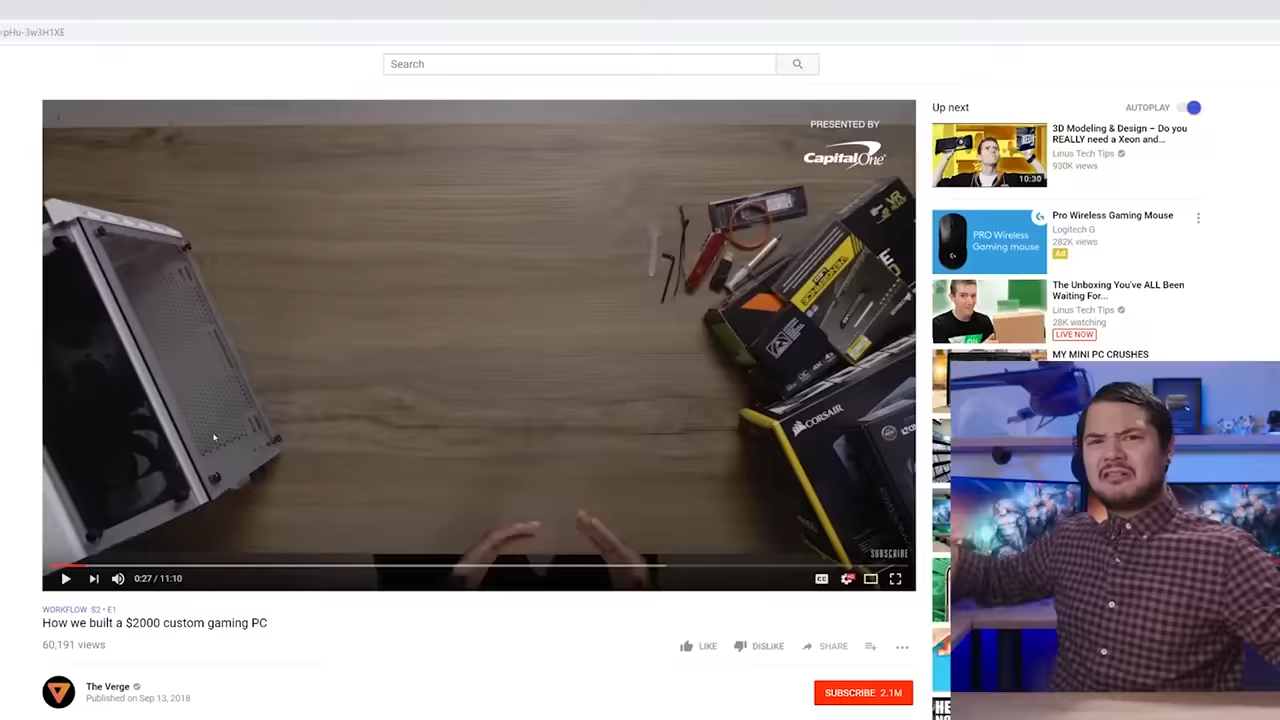 =pHu-3w3H1XE
Search
PRESENTED BY
CapitalOne
CORSAIR
SUBSCRIBE
0:27 / 11:10
CC
WORKFLOW S2 • E1
How we built a $2000 custom gaming PC
60,191 views
LIKE
DISLIKE
SHARE
The Verge
Published on Sep 13, 2018
SUBSCRIBE 2.1M
Up next
AUTOPLAY
10:30
3D Modeling & Design – Do you
REALLY need a Xeon and...
Linus Tech Tips
930K views
PRO Wireless
Gaming mouse
Pro Wireless Gaming Mouse
Logitech G
282K views
Ad
The Unboxing You've ALL Been
Waiting For...
Linus Tech Tips
28K watching
LIVE NOW
MY MINI PC CRUSHES